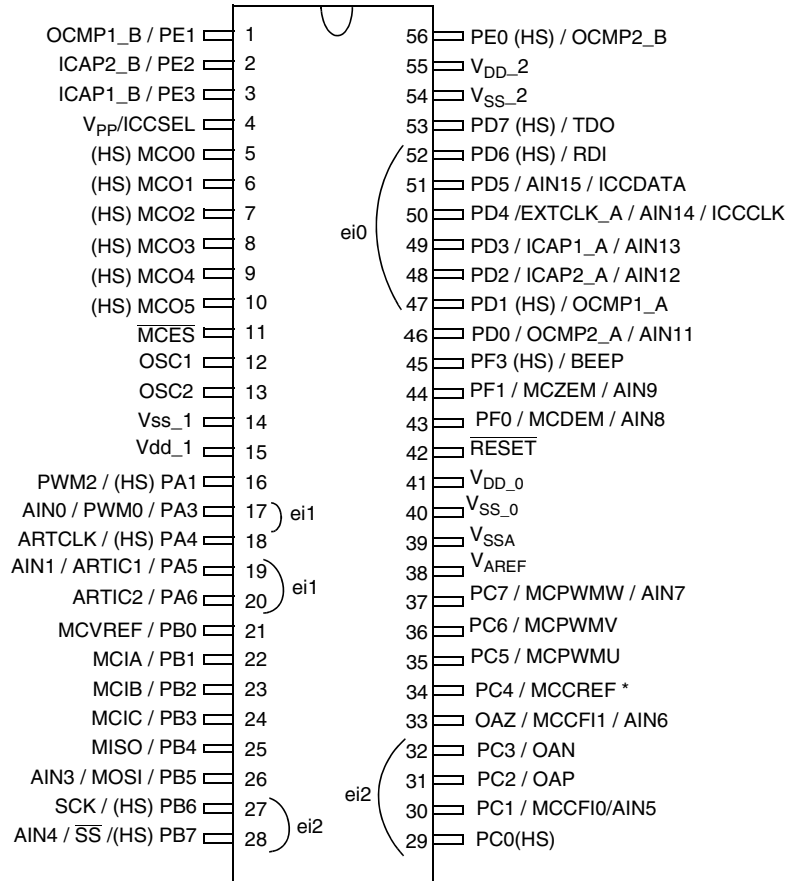 OCMP1_B / PE1 1
ICAP2_B / PE2 2
ICAP1_B / PE3 3
VPP/ICCSEL 4
(HS) MCO0 5
(HS) MCO1 6
(HS) MCO2 7
(HS) MCO3 8
(HS) MCO4 9
(HS) MCO5 10
MCES 11
OSC1 12
OSC2 13
Vss_1 14
Vdd_1 15
PWM2 / (HS) PA1 16
AIN0 / PWM0 / PA3 17
ei1
ARTCLK / (HS) PA4 18
AIN1 / ARTIC1 / PA5 19
ei1
ARTIC2 / PA6 20
MCVREF / PB0 21
MCIA / PB1 22
MCIB / PB2 23
MCIC / PB3 24
MISO / PB4 25
AIN3 / MOSI / PB5 26
SCK / (HS) PB6 27
ei2
AIN4 / SS /(HS) PB7 28
56 PE0 (HS) / OCMP2_B
55 VDD_2
54 VSS_2
53 PD7 (HS) / TDO
52 PD6 (HS) / RDI
51 PD5 / AIN15 / ICCDATA
50 PD4 /EXTCLK_A / AIN14 / ICCCLK
ei0
49 PD3 / ICAP1_A / AIN13
48 PD2 / ICAP2_A / AIN12
47 PD1 (HS) / OCMP1_A
46 PD0 / OCMP2_A / AIN11
45 PF3 (HS) / BEEP
44 PF1 / MCZEM / AIN9
43 PF0 / MCDEM / AIN8
42 RESET
41 VDD_0
40 VSS_0
39 VSSA
38 VAREF
37 PC7 / MCPWMW / AIN7
36 PC6 / MCPWMV
35 PC5 / MCPWMU
34 PC4 / MCCREF *
33 OAZ / MCCFI1 / AIN6
32 PC3 / OAN
31 PC2 / OAP
ei2
30 PC1 / MCCFI0/AIN5
29 PC0(HS)